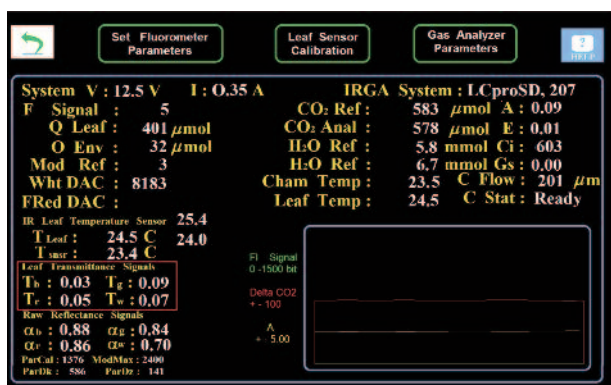 Set Fluorometer
Parameters
Leaf Sensor
Calibration
Gas Analyzer
Parameters
?
HELP
System V : 12.5 V I : O.35 A IRGA System : LCproSD, 207
F Signal : 5 CO2 Ref : 583 μmol A : 0.09
Q Leaf : 401 μmol CO2 Anal : 578 μmol E : 0.01
O Env : 32 μmol H2O Ref : 5.8 mmol Ci : 603
Mod Ref : 3 H2O Ref : 6.7 mmol Gs : 0.00
Wht DAC : 8183 Cham Temp : 23.5 C Flow : 201 μm
FRed DAC : Leaf Temp : 24.5 C Stat : Ready
IR Leaf Temperature Sensor 25.4
TLeaf : 24.5 C 24.0
Tsnsr : 23.4 C
Leaf Transmittance Signals
Tb : 0.03 Tg : 0.09
Tr : 0.05 Tw : 0.07
Raw Reflectance Signals
αb : 0.88 αg : 0.84
αr : 0.86 αw : 0.70
ParCal : 1376 ModMax : 2400
ParDk : 586 ParDz : 141
Fl Signal
0 -1500 bit
Delta CO2
+ - 100
A
+ - 5.00